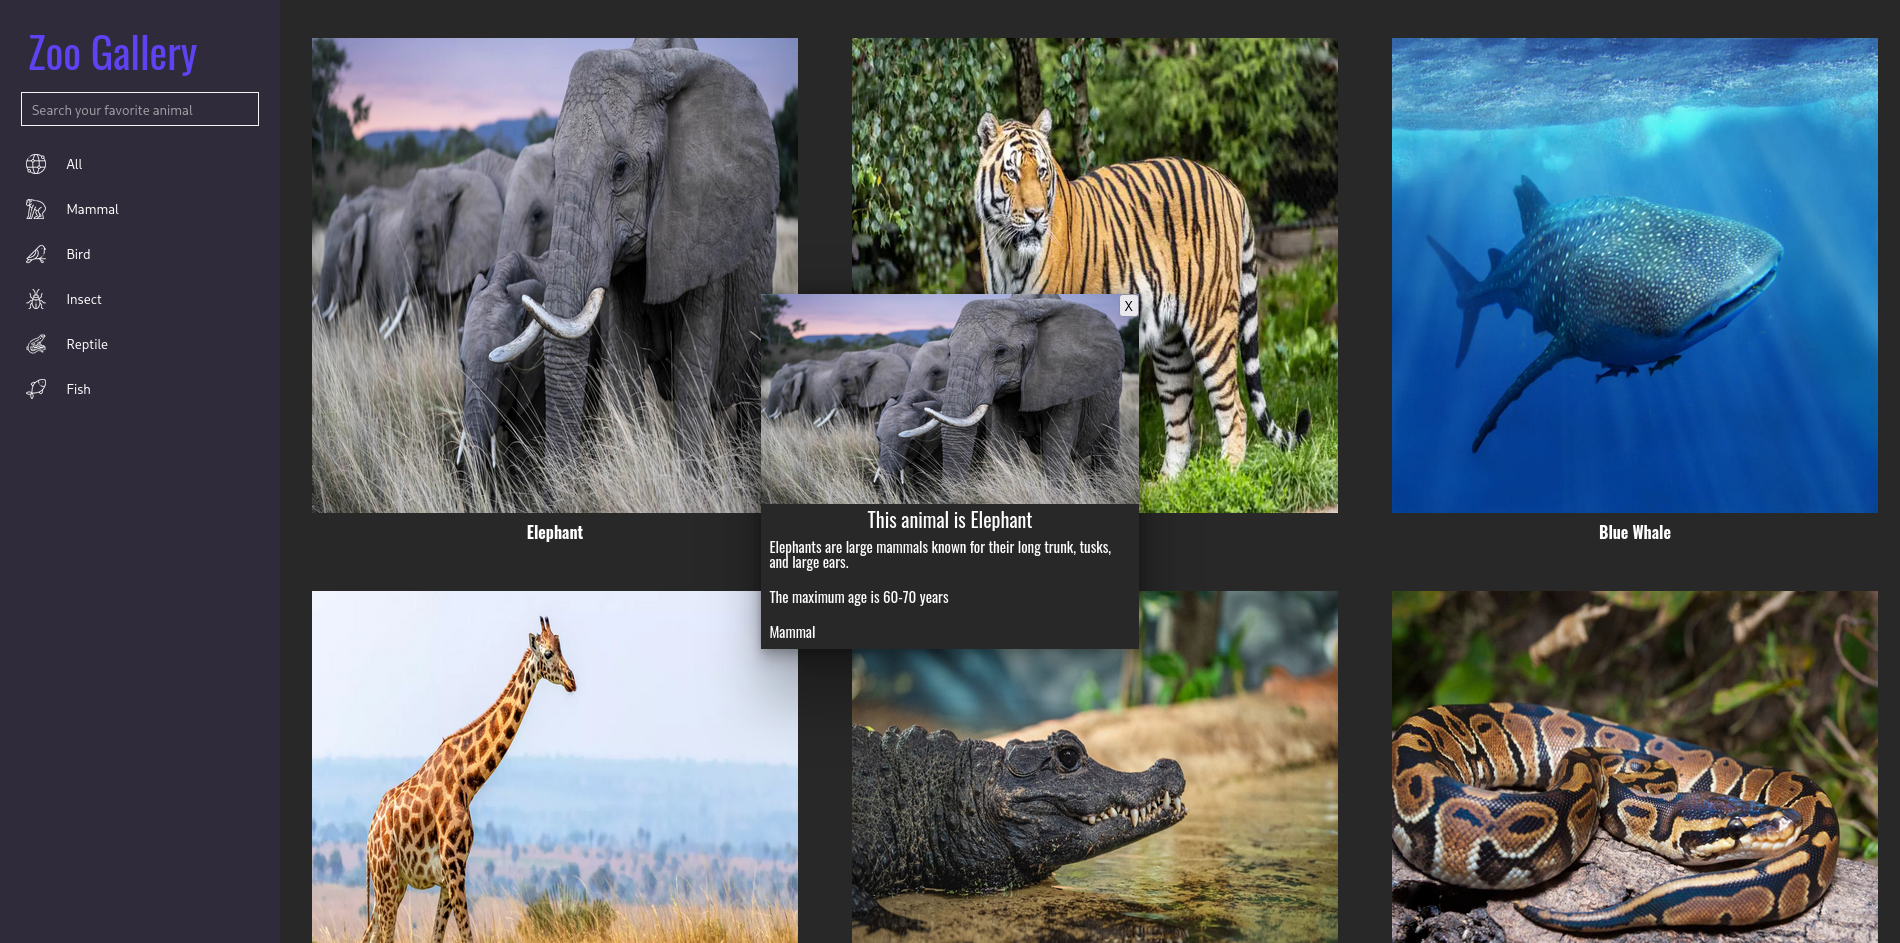 Zoo Gallery
Search your favorite animal
All
Mammal
Bird
Insect
Reptile
Fish
X
This animal is Elephant
Elephants are large mammals known for their long trunk, tusks,
and large ears.
The maximum age is 60-70 years
Mammal
Elephant
Blue Whale